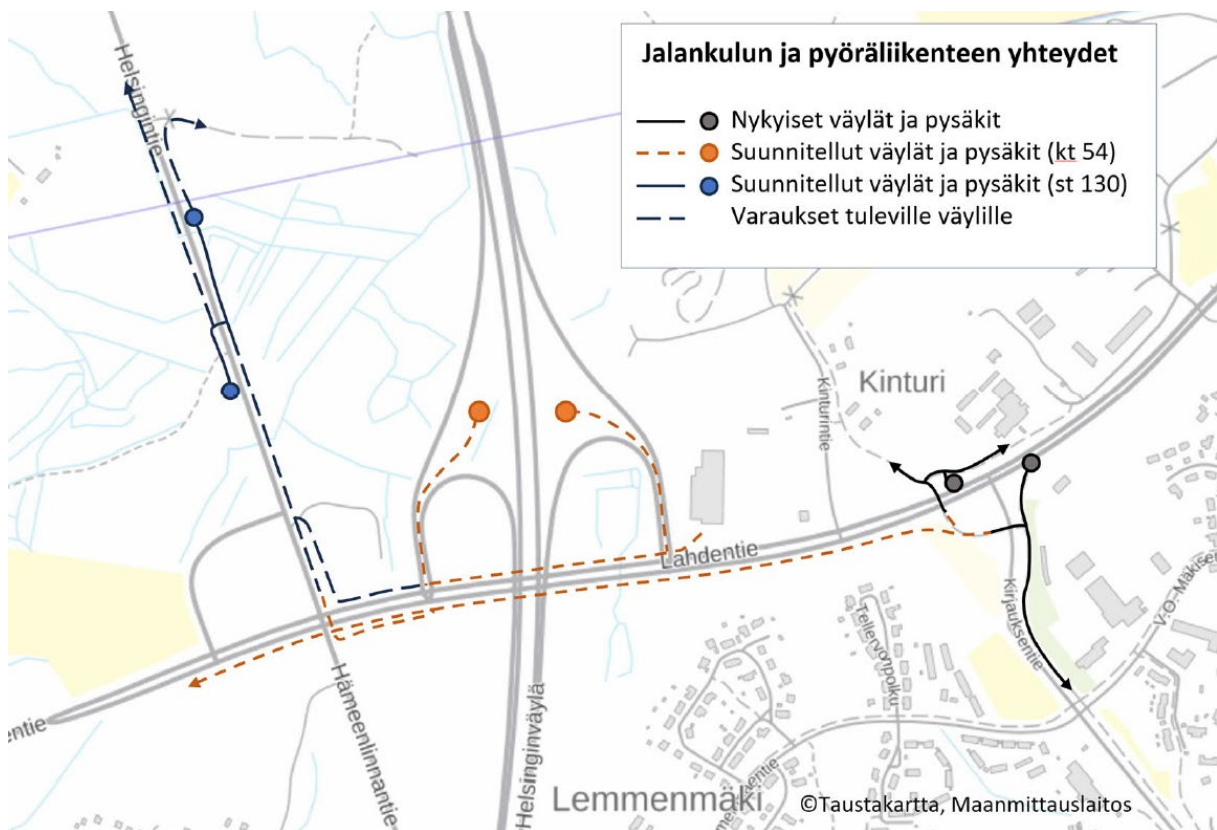 Jalankulun ja pyöräliikenteen yhteydet
Nykyiset väylät ja pysäkit
Suunnitellut väylät ja pysäkit (kt 54)
Suunnitellut väylät ja pysäkit (st 130)
Varaukset tuleville väylille
Helsingintie
Kinturi
Kinturintie
Lahdentie
Kirjauksentie
V.O. Mäkisen
Tellervonpolku
Hämeenlinnantie
Helsinginväylä
entie
Lemmenmäki
©Taustakartta, Maanmittauslaitos